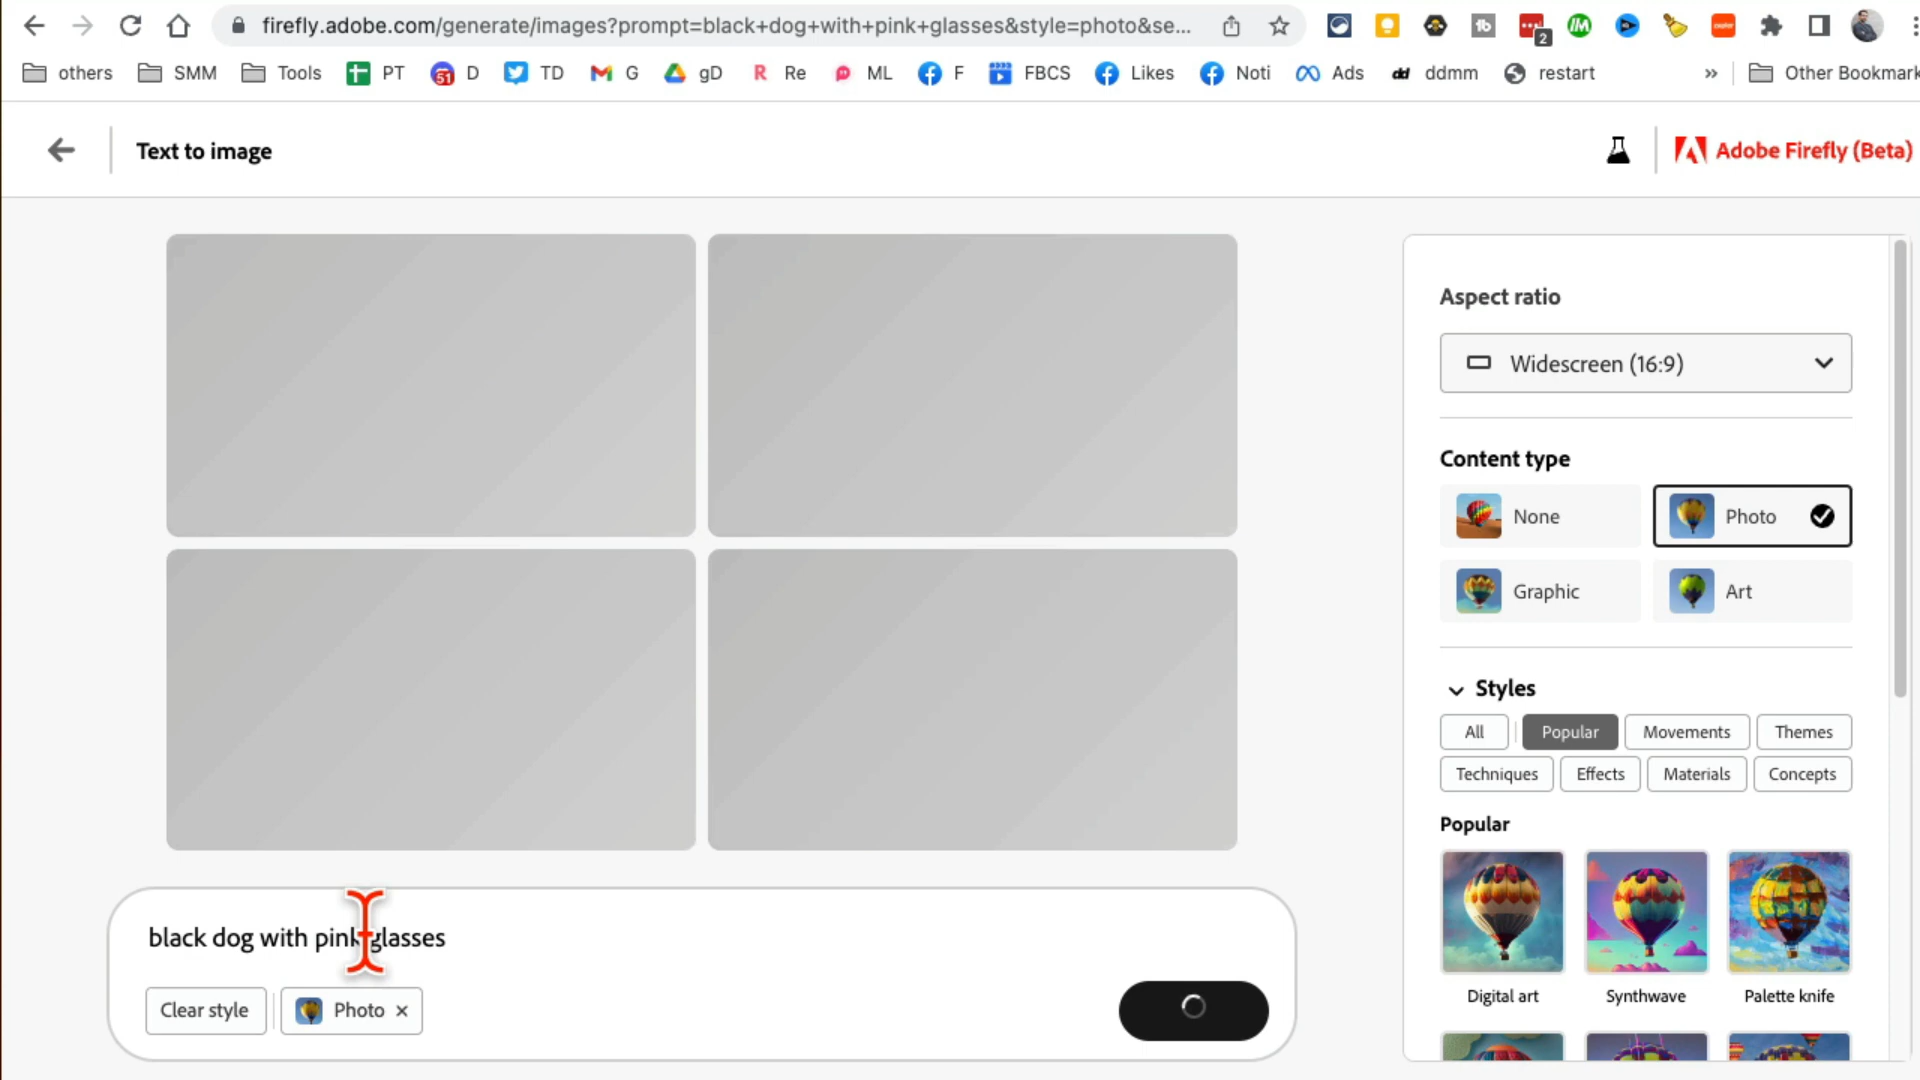 firefly.adobe.com/generate/images?prompt=black+dog+with+pink+glasses&style=photo&se...
2
others SMM Tools PT 51 D TD G gD R Re ML F FBCS Likes Noti Ads dd ddmm restart » Other Bookmark
Text to image
Adobe Firefly (Beta)
Aspect ratio
Widescreen (16:9)
Content type
None
Photo
Graphic
Art
Styles
All Popular Movements Themes
Techniques Effects Materials Concepts
Popular
Digital art Synthwave Palette knife
black dog with pink glasses
Clear style Photo ×